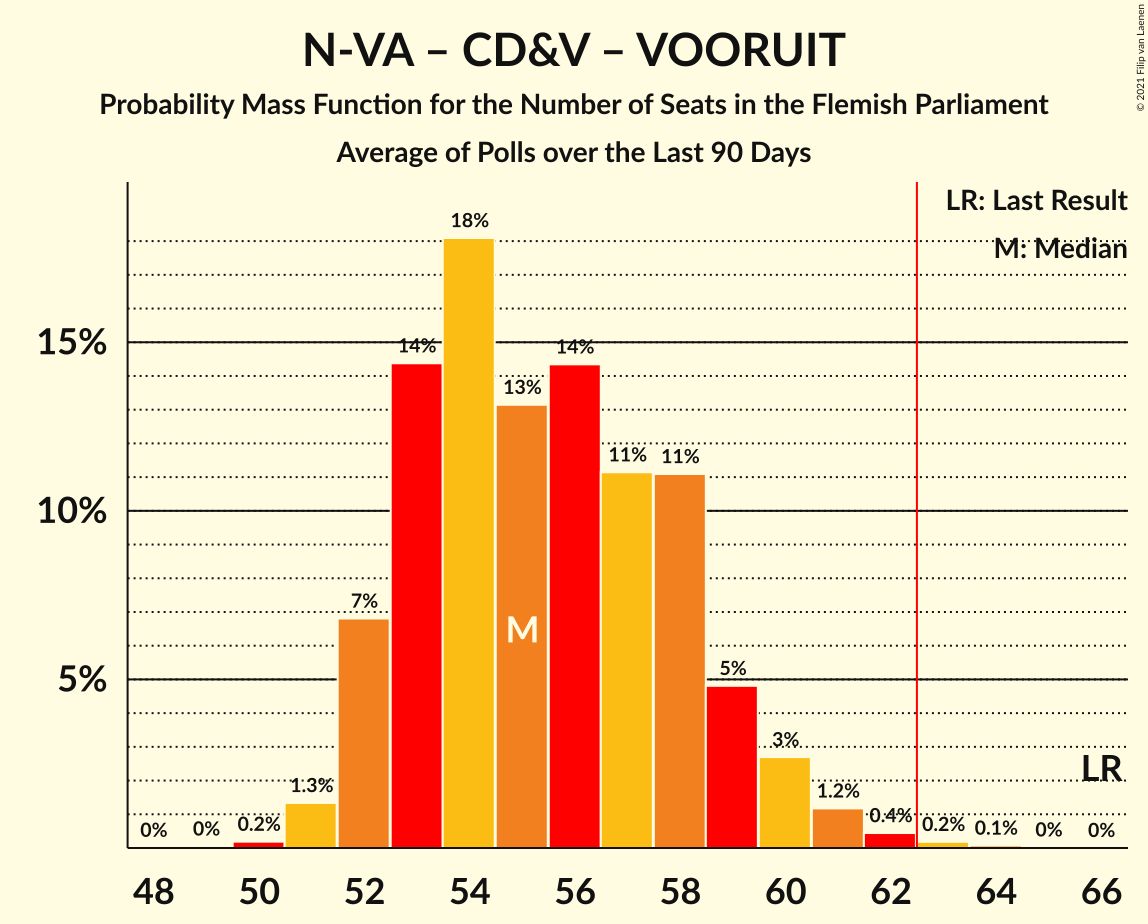 N-VA – CD&V – VOORUIT
Probability Mass Function for the Number of Seats in the Flemish Parliament
Average of Polls over the Last 90 Days
© 2021 Filip van Laenen
LR: Last Result
M: Median
18%
15%
14%
14%
13%
11%
11%
10%
7%
M
5%
5%
3%
LR
1.3%
1.2%
0.4%
0%
0%
0.2%
0.2%
0.1%
0%
0%
48 50 52 54 56 58 60 62 64 66